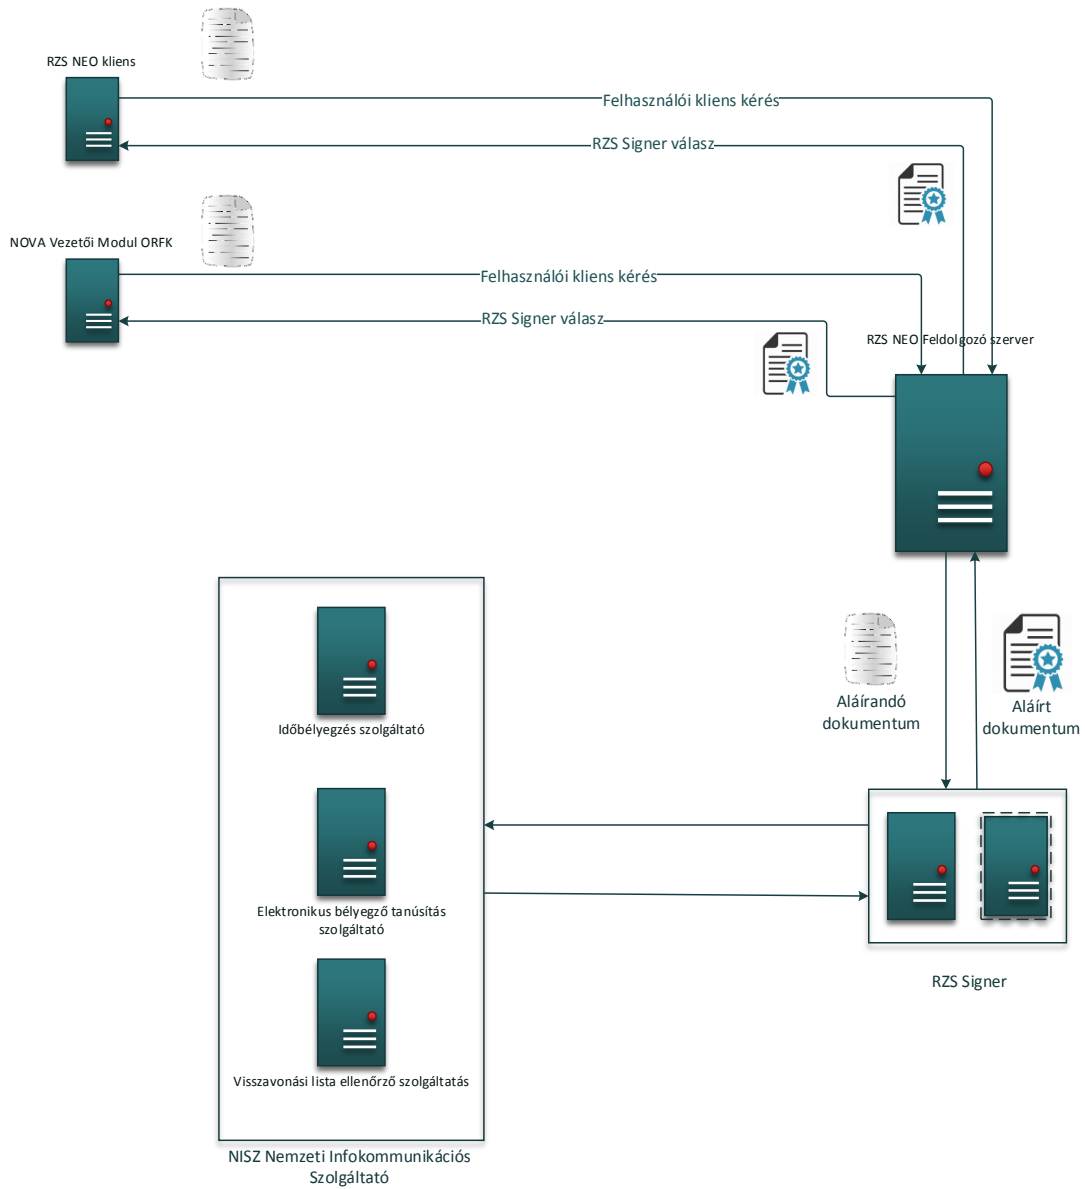 RZS NEO kliens
Felhasználói kliens kérés
RZS Signer válasz
NOVA Vezetői Modul ORFK
Felhasználói kliens kérés
RZS Signer válasz
RZS NEO Feldolgozó szerver
Aláírandó
dokumentum
Aláírt
dokumentum
Időbélyegzés szolgáltató
Elektronikus bélyegző tanúsítás
szolgáltató
Visszavonási lista ellenőrző szolgáltatás
RZS Signer
NISZ Nemzeti Infokommunikációs
Szolgáltató